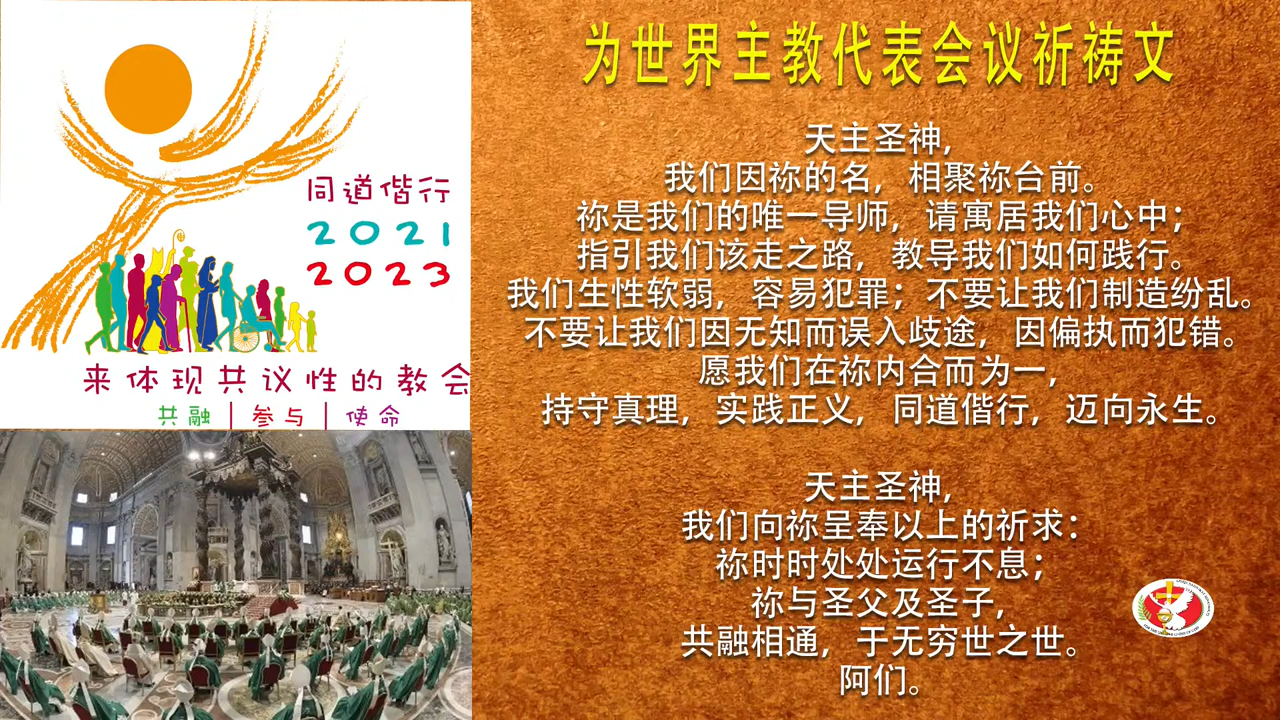 同道偕行
2021
2023
来体现共议性的教会
共融 | 参与 | 使命
为世界主教代表会议祈祷文
天主圣神,
我们因祢的名，相聚祢台前。
祢是我们的唯一导师，请寓居我们心中；
指引我们该走之路，教导我们如何践行。
我们生性软弱，容易犯罪；不要让我们制造纷乱。
不要让我们因无知而误入歧途，因偏执而犯错。
愿我们在祢内合而为一，
持守真理，实践正义，同道偕行，迈向永生。
天主圣神,
我们向祢呈奉以上的祈求：
祢时时处处运行不息；
祢与圣父及圣子，
共融相通，于无穷世之世。
阿们。